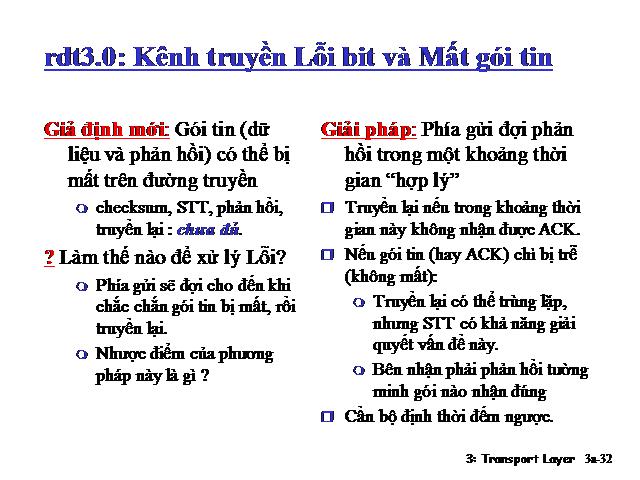 rdt3.0: Kênh truyền Lỗi bit và Mất gói tin
Giả định mới: Gói tin (dữ
liệu và phản hồi) có thể bị
mất trên đường truyền
checksum, STT, phản hồi,
truyền lại : chưa đủ.
? Làm thế nào để xử lý Lỗi?
Phía gửi sẽ đợi cho đến khi
chắc chắn gói tin bị mất, rồi
truyền lại.
Nhược điểm của phương
pháp này là gì ?
Giải pháp: Phía gửi đợi phản
hồi trong một khoảng thời
gian “hợp lý”
Truyền lại nếu trong khoảng thời
gian này không nhận được ACK.
Nếu gói tin (hay ACK) chỉ bị trễ
(không mất):
Truyền lại có thể trùng lặp,
nhưng STT có khả năng giải
quyết vấn đề này.
Bên nhận phải phản hồi tường
minh gói nào nhận đúng
Cần bộ định thời đếm ngược.
3: Transport Layer 3a-32